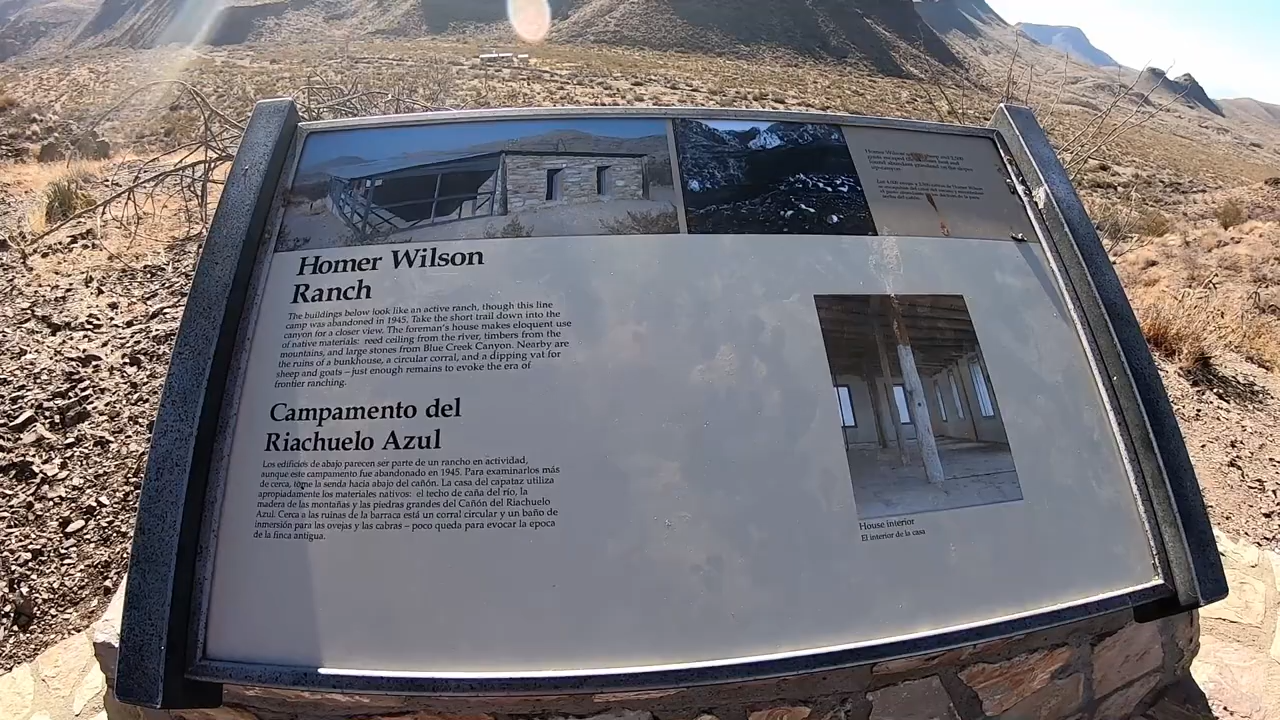 Homer Wilson
Ranch
The buildings below look like an active ranch, though this line
camp was abandoned in 1945. Take the short trail down into the
canyon for a closer view. The foreman's house makes eloquent use
of native materials: reed ceiling from the river, timbers from the
mountains, and large stones from Blue Creek Canyon. Nearby are
the ruins of a bunkhouse, a circular corral, and a dipping vat for
sheep and goats – just enough remains to evoke the era of
frontier ranching.
Campamento del
Riachuelo Azul
Los edificios de abajo parecen ser parte de un rancho en actividad,
aunque este campamento fue abandonado en 1945. Para examinarlos más
de cerca, tome la senda hacia abajo del cañón. La casa del capataz utiliza
apropiadamente los materiales nativos: el techo de caña del río, la
madera de las montañas y las piedras grandes del Cañón del Riachuelo
Azul. Cerca a las ruinas de la barraca está un corral circular y un baño de
inmersión para las ovejas y las cabras – poco queda para evocar la epoca
de la finca antigua.
Homer Wilson
goats escaped
House interior
El interior de la casa